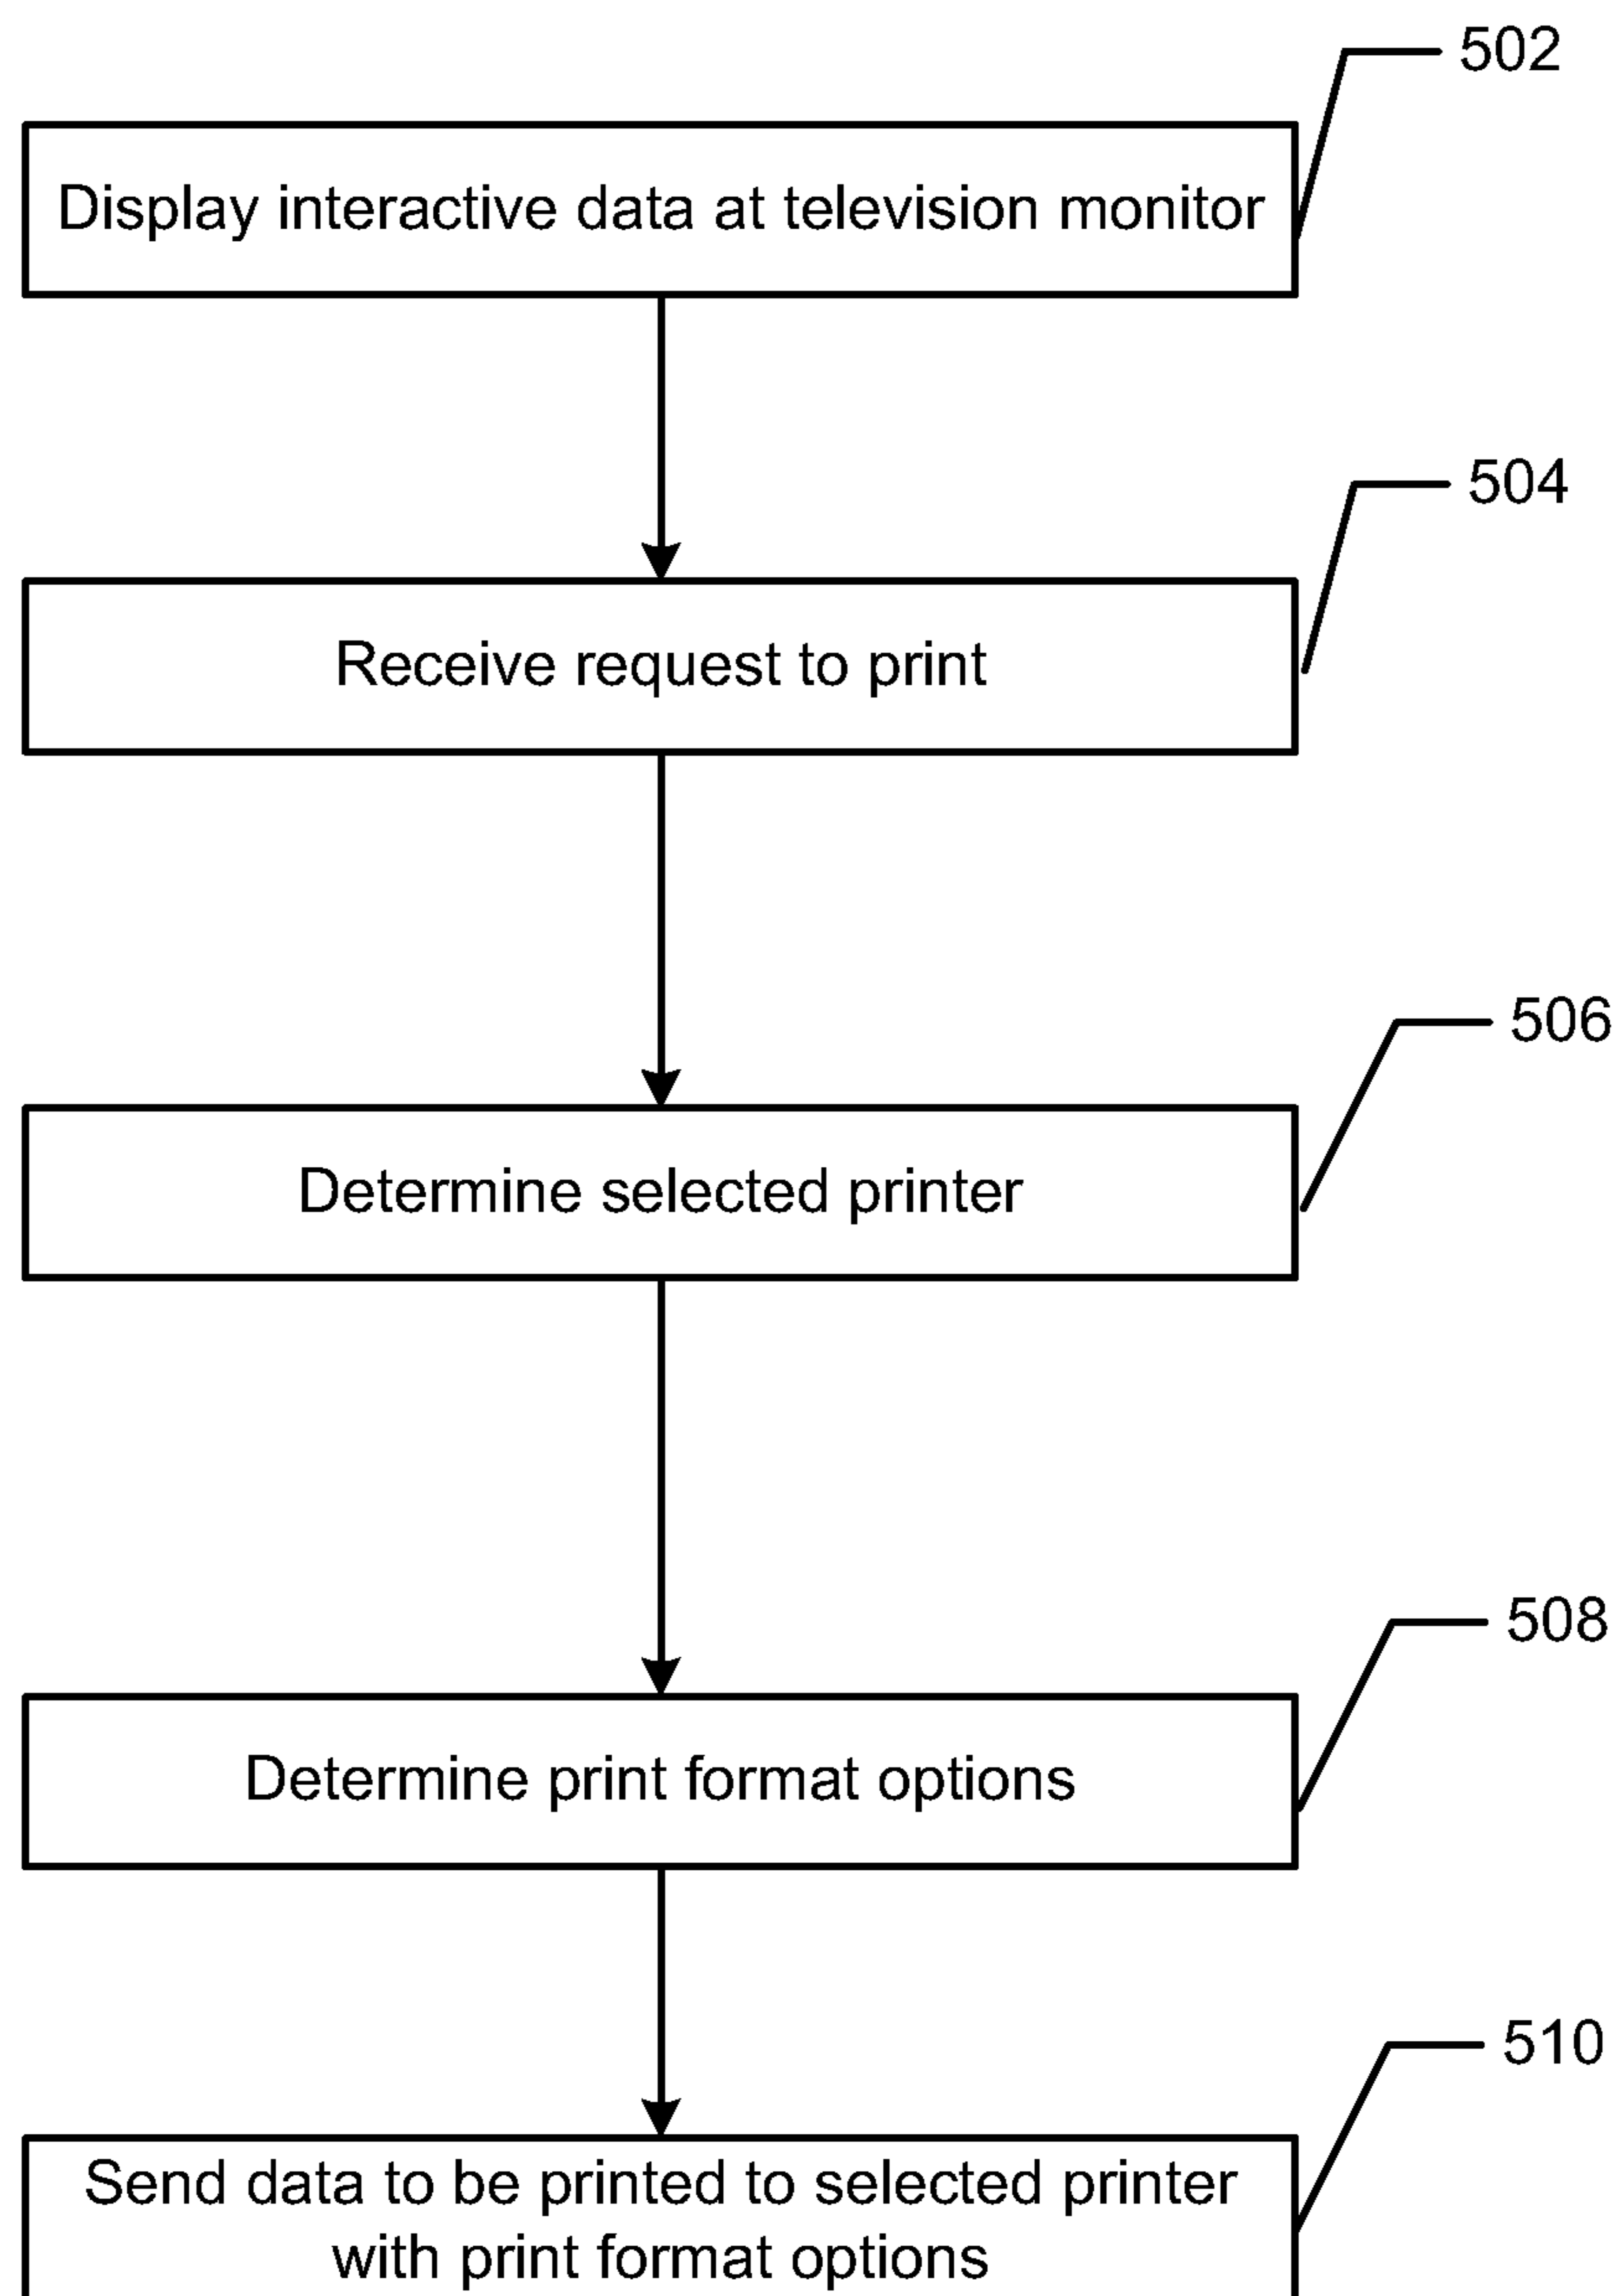 502
Display interactive data at television monitor
504
Receive request to print
506
Determine selected printer
508
Determine print format options
510
Send data to be printed to selected printer
with print format options